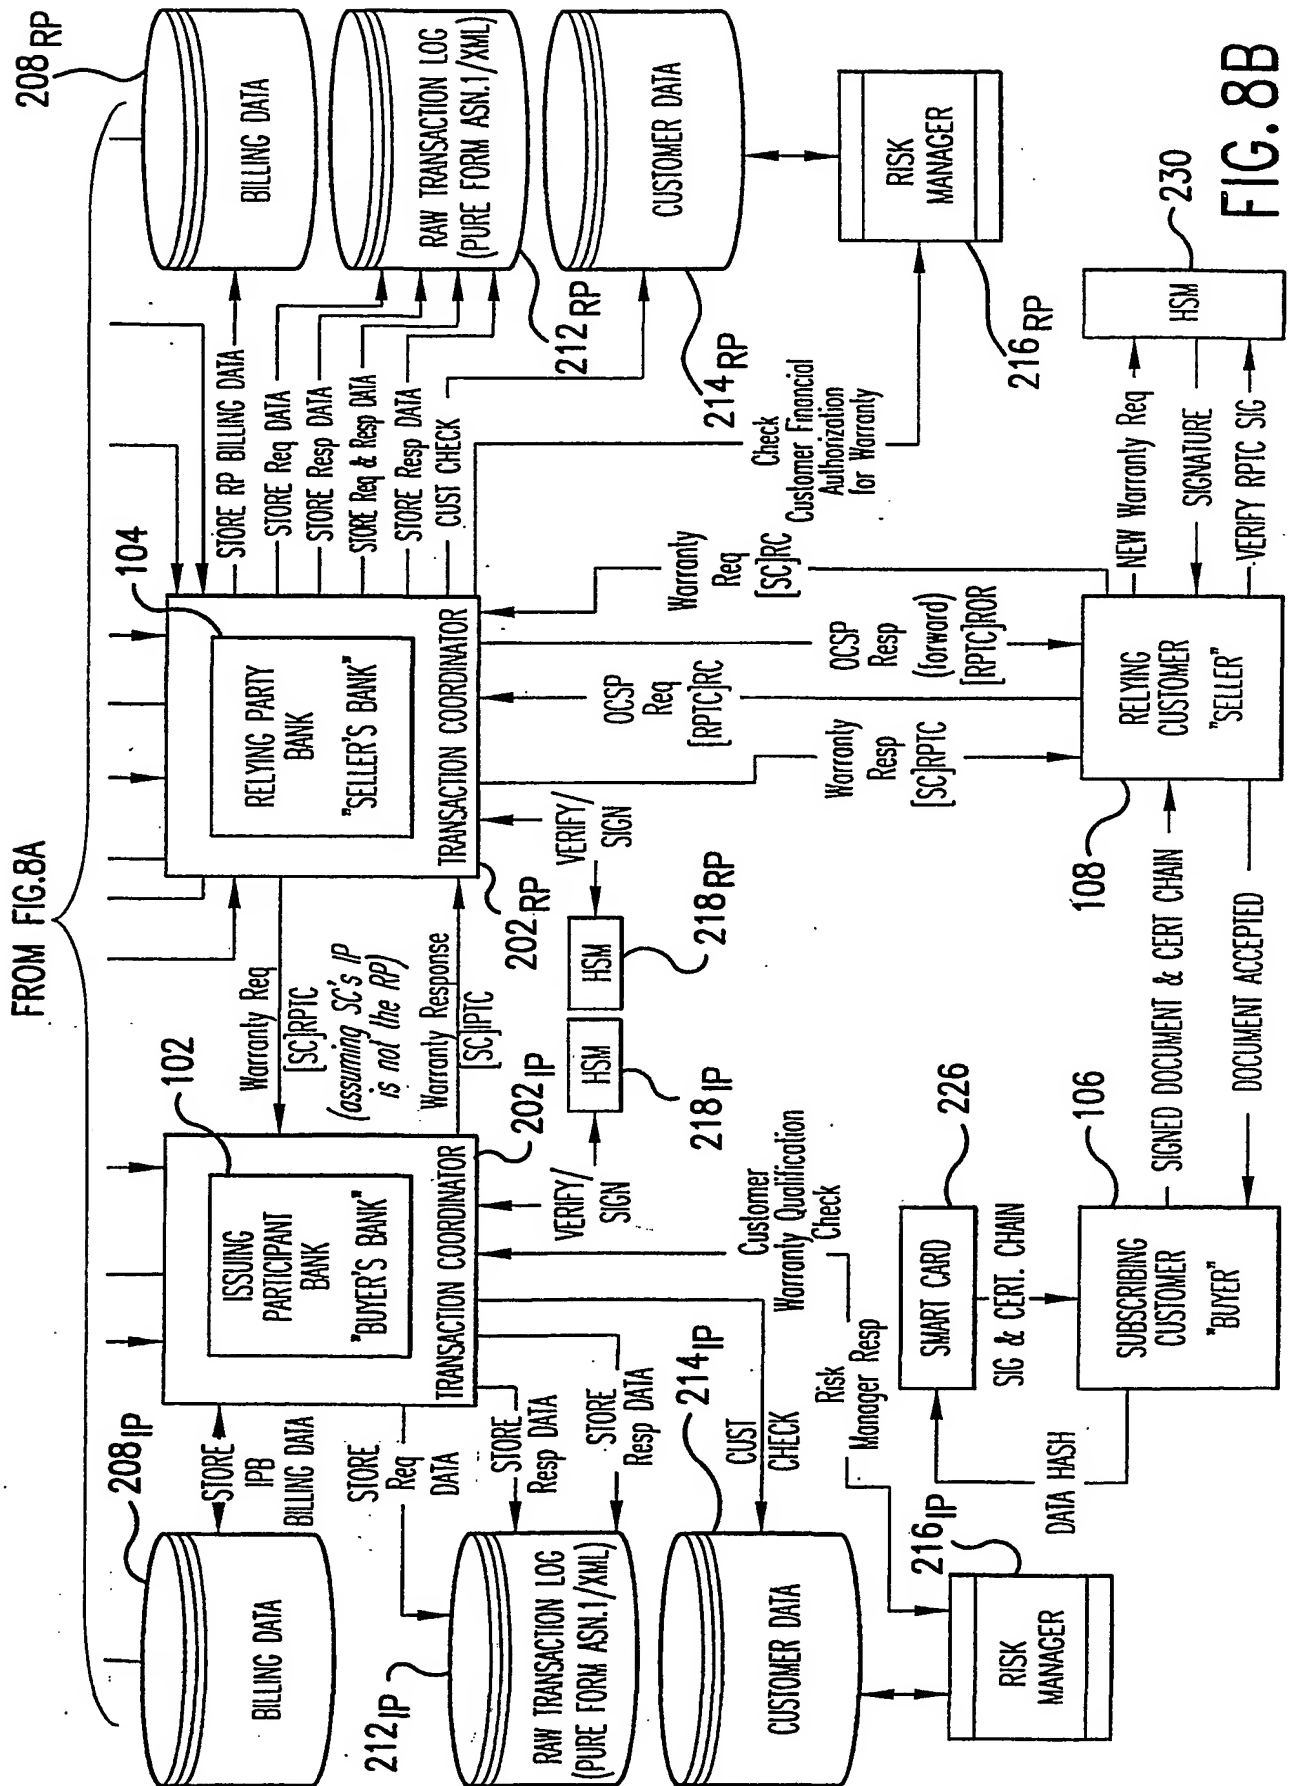 FROM FIG.8A
208IP
BILLING DATA
STORE
IPB
BILLING DATA
212IP
RAW TRANSACTION LOG
(PURE FORM ASN.1/XML)
STORE
Req
DATA
STORE
Resp DATA
STORE
Resp DATA
214IP
CUSTOMER DATA
CUST
CHECK
216IP
RISK
MANAGER
Risk
Manager Resp
Customer
Warranty Qualification
Check
102
ISSUING
PARTICIPANT
BANK
"BUYER'S BANK"
TRANSACTION COORDINATOR
202IP
VERIFY/
SIGN
HSM
218IP
Warranty Req
[SC]RPTC
(assuming SC's IP
is not the RP)
Warranty Response
[SC]IPTC
104
RELYING PARTY
BANK
"SELLER'S BANK"
TRANSACTION COORDINATOR
202RP
VERIFY/
SIGN
HSM
218RP
208RP
BILLING DATA
STORE RP BILLING DATA
STORE Req DATA
STORE Resp DATA
STORE Req & Resp DATA
STORE Resp DATA
CUST CHECK
RAW TRANSACTION LOG
(PURE FORM ASN.1/XML)
212RP
CUSTOMER DATA
214RP
Check
Customer Financial
Authorization
for Warranty
RISK
MANAGER
216RP
Warranty
Resp
[SC]RPTC
OCSP
Req
[RPTC]RC
OCSP
Resp
(forword)
[RPTC]ROR
Warranty
Req
[SC]RC
226
SMART CARD
SIG & CERT. CHAIN
DATA HASH
106
SUBSCRIBING
CUSTOMER
"BUYER"
SIGNED DOCUMENT & CERT CHAIN
DOCUMENT ACCEPTED
108
RELYING
CUSTOMER
"SELLER"
NEW Warranty Req
SIGNATURE
VERIFY RPTC SIG
230
HSM
FIG. 8B